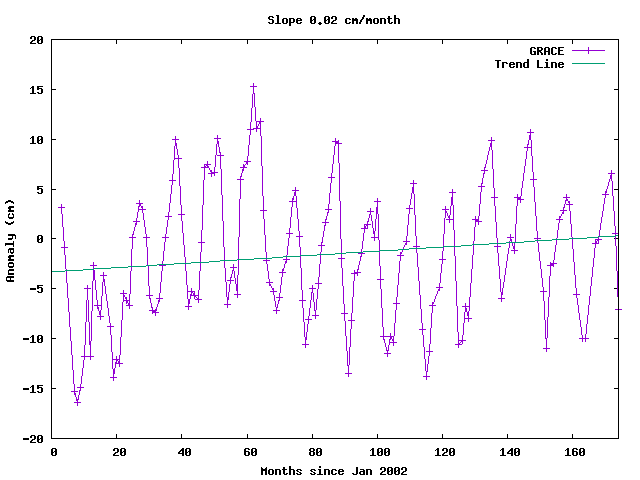 Slope 0.02 cm/month
GRACE
Trend Line
Anomaly (cm)
20
15
10
5
0
-5
-10
-15
-20
0 20 40 60 80 100 120 140 160
Months since Jan 2002